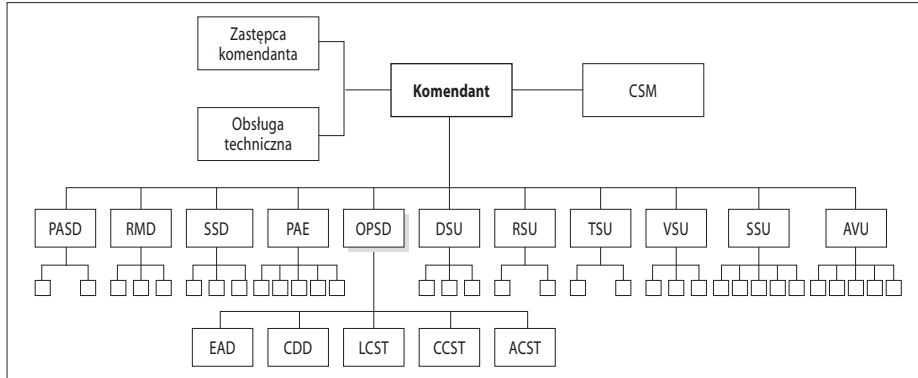 Zastępca
komendanta
Komendant
CSM
Obsługa
techniczna
PASD
RMD
SSD
PAE
OPSD
DSU
RSU
TSU
VSU
SSU
AVU
EAD
CDD
LCST
CCST
ACST